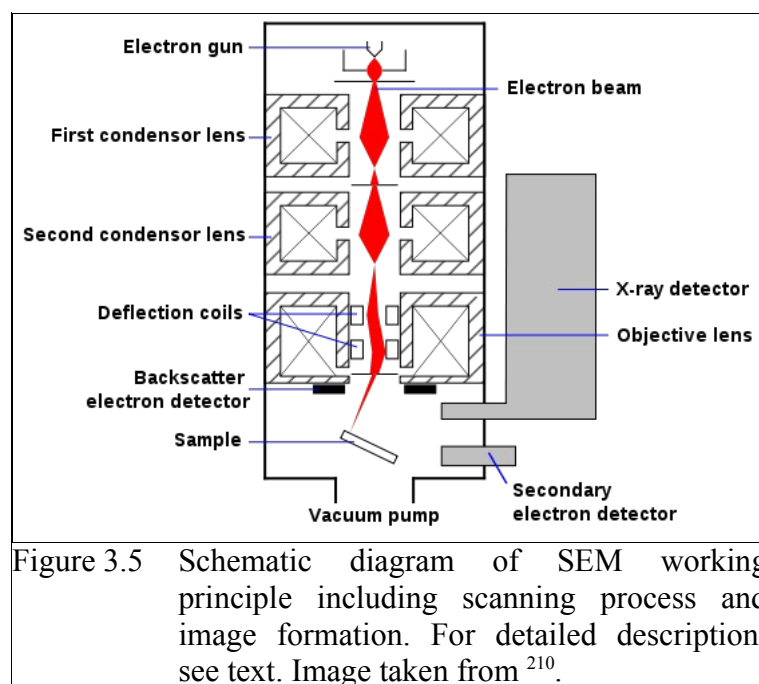 Electron gun
Electron beam
First condensor lens
Second condensor lens
X-ray detector
Deflection coils
Objective lens
Backscatter
electron detector
Sample
Secondary
electron detector
Vacuum pump
Figure 3.5 Schematic diagram of SEM working
principle including scanning process and
image formation. For detailed description
see text. Image taken from 210.